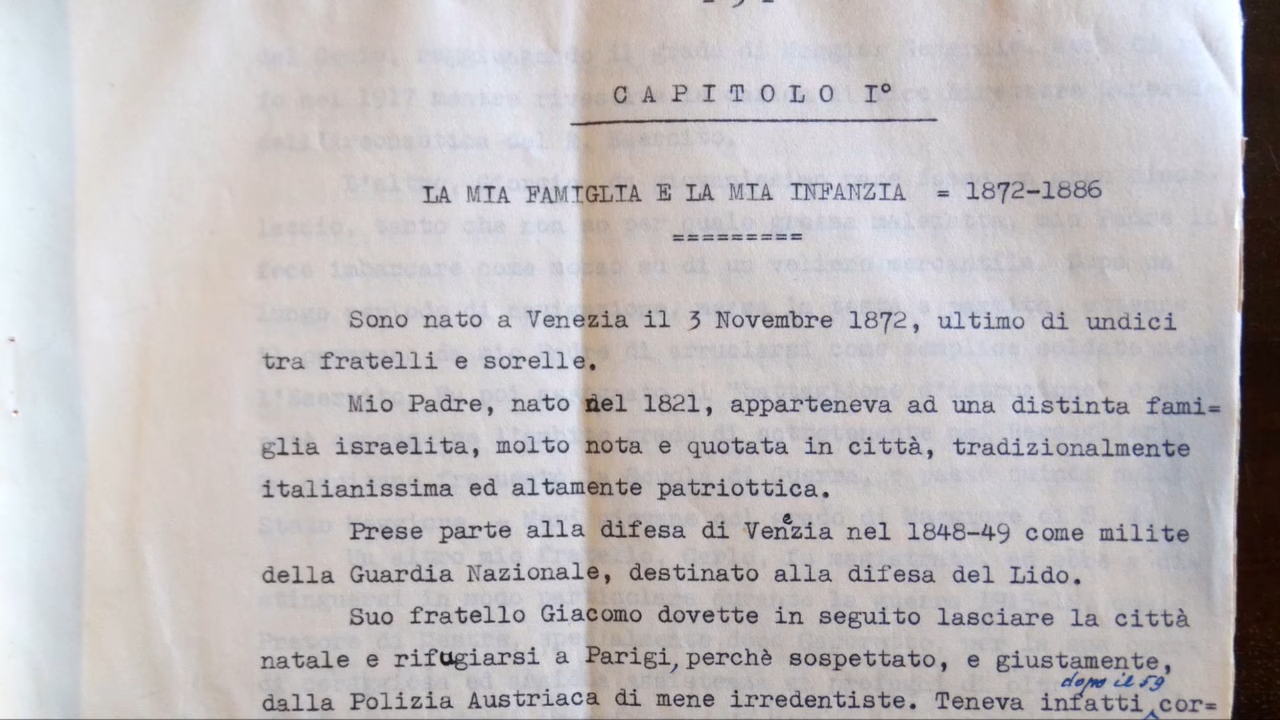 CAPITOLO I°
LA MIA FAMIGLIA E LA MIA INFANZIA = 1872-1886
=========
Sono nato a Venezia il 3 Novembre 1872, ultimo di undici
tra fratelli e sorelle.
Mio Padre, nato nel 1821, apparteneva ad una distinta fami=
glia israelita, molto nota e quotata in città, tradizionalmente
italianissima ed altamente patriottica.
Prese parte alla difesa di Venezia nel 1848-49 come milite
della Guardia Nazionale, destinato alla difesa del Lido.
Suo fratello Giacomo dovette in seguito lasciare la città
natale e rifugiarsi a Parigi, perchè sospettato, e giustamente,
dopo il 59
dalla Polizia Austriaca di mene irredentiste. Teneva infatti cor=